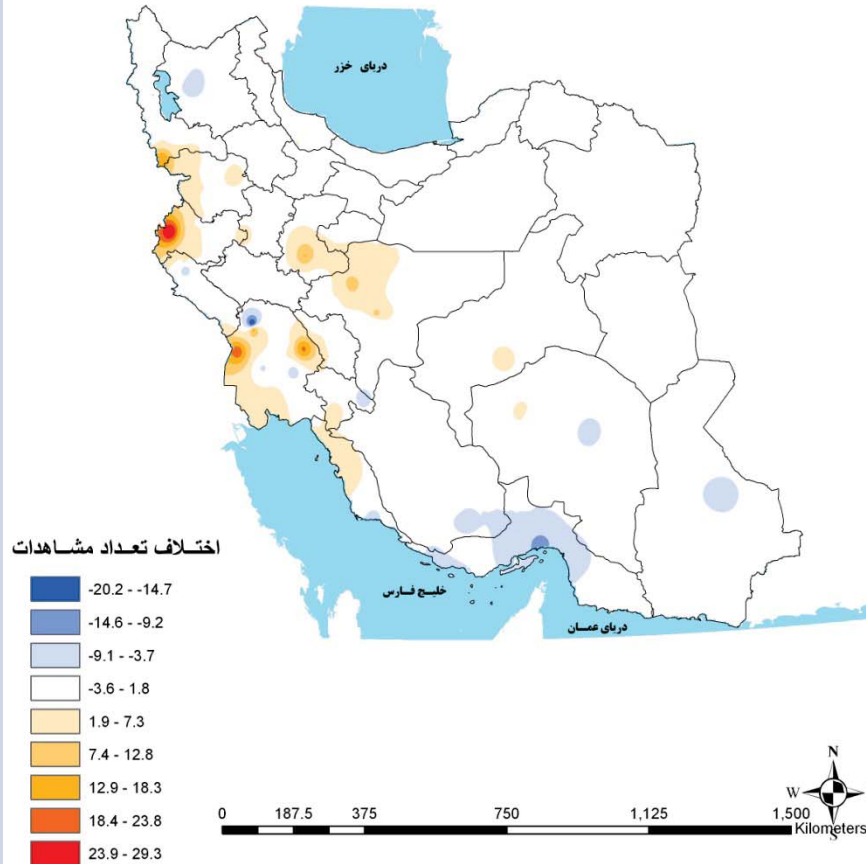 دریای خزر
اختلاف تعداد مشاهدات
-20.2 - -14.7
-14.6 - -9.2
-9.1 - -3.7
-3.6 - 1.8
1.9 - 7.3
7.4 - 12.8
12.9 - 18.3
18.4 - 23.8
23.9 - 29.3
خلیج فارس
دریای عمان
N
W
S
0 187.5 375 750 1,125 1,500
Kilometers